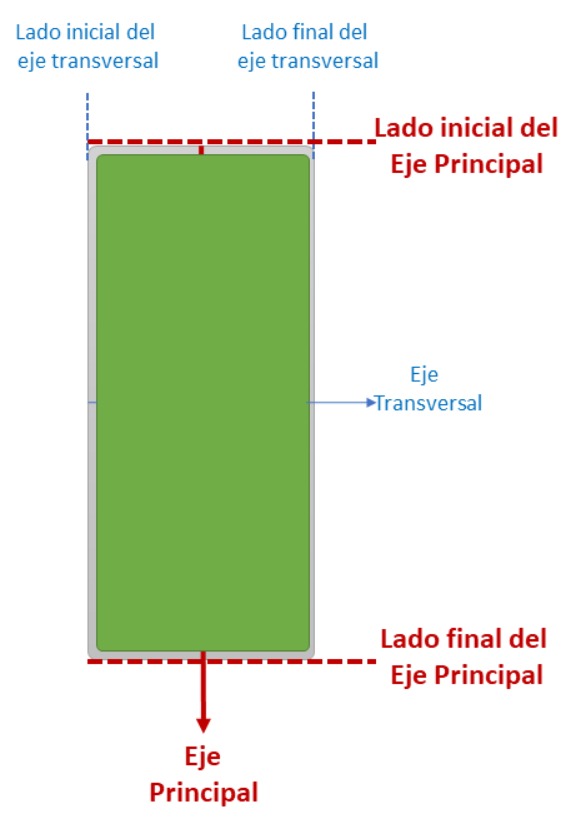 Lado inicial del
eje transversal
Lado final del
eje transversal
Lado inicial del
Eje Principal
Eje
Transversal
Lado final del
Eje Principal
Eje
Principal